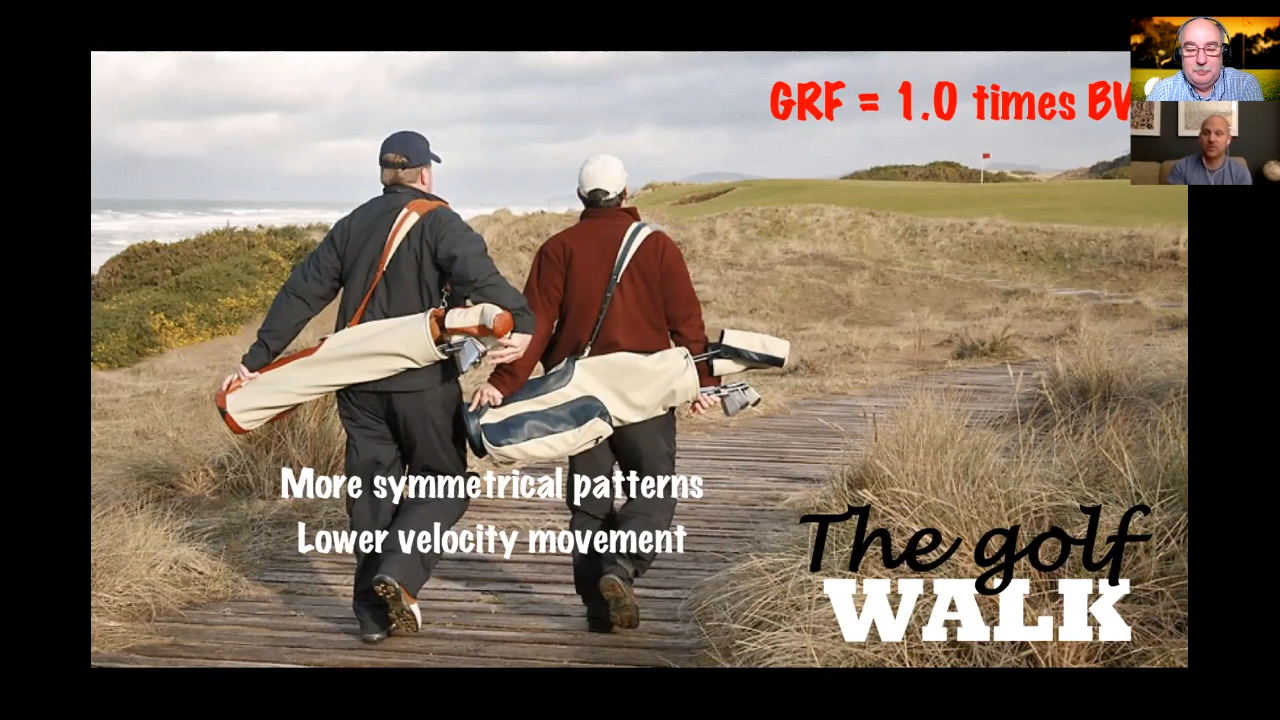 GRF = 1.0 times
More symmetrical patterns
Lower velocity movement
The golf
WALK